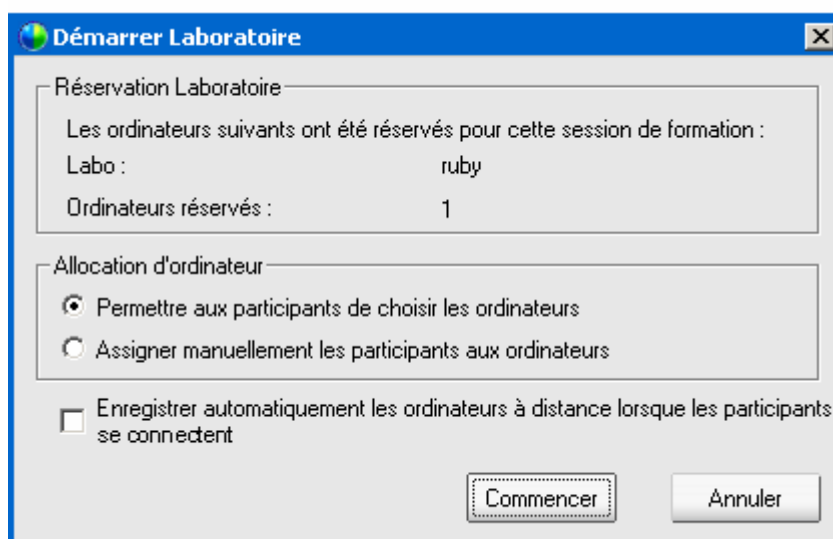 Démarrer Laboratoire
Réservation Laboratoire
Les ordinateurs suivants ont été réservés pour cette session de formation :
Labo : ruby
Ordinateurs réservés : 1
Allocation d'ordinateur
Permettre aux participants de choisir les ordinateurs
Assigner manuellement les participants aux ordinateurs
Enregistrer automatiquement les ordinateurs à distance lorsque les participants
se connectent
Commencer Annuler